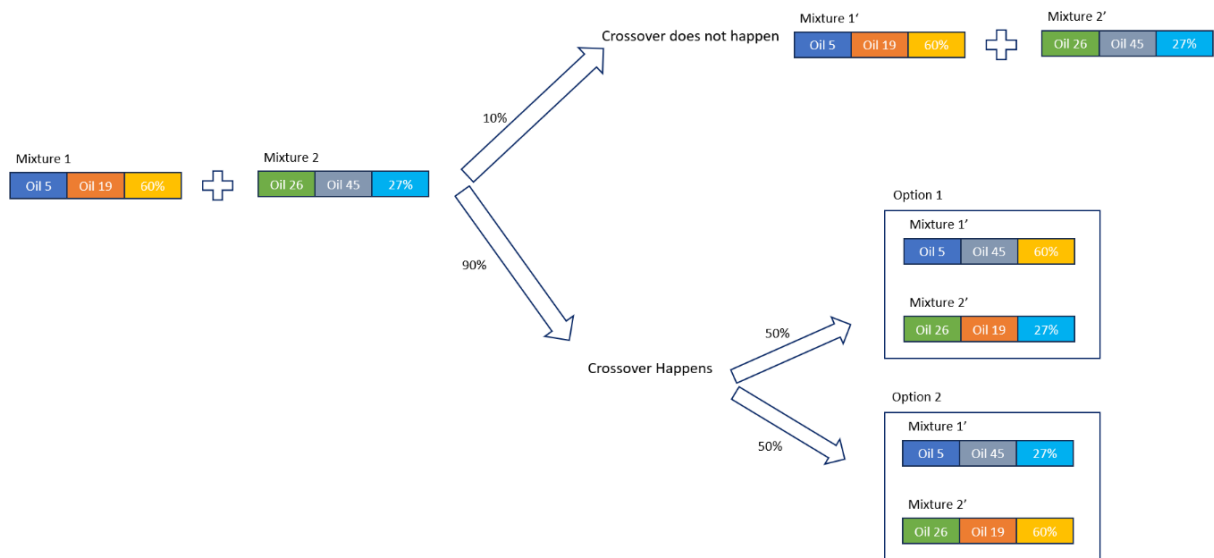 Mixture 1'
Mixture 2'
Crossover does not happen
Oil 5 Oil 19 60%
Oil 26 Oil 45 27%
10%
Mixture 1
Mixture 2
Oil 5 Oil 19 60%
Oil 26 Oil 45 27%
90%
Crossover Happens
50%
50%
Option 1
Mixture 1'
Oil 5 Oil 45 60%
Mixture 2'
Oil 26 Oil 19 27%
Option 2
Mixture 1'
Oil 5 Oil 45 27%
Mixture 2'
Oil 26 Oil 19 60%